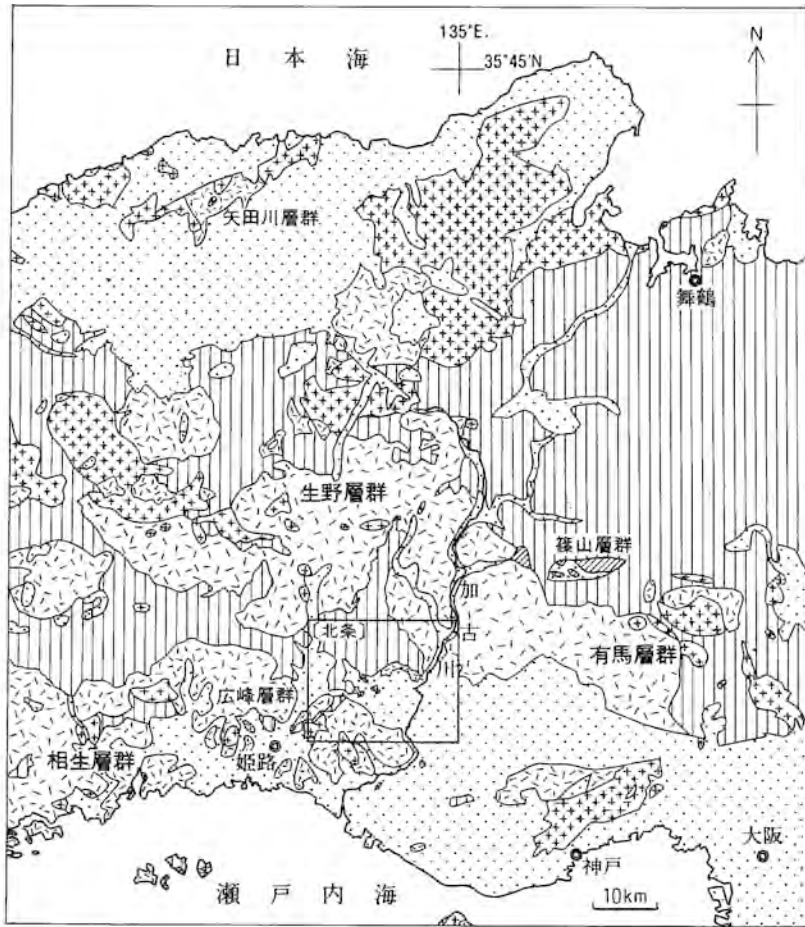 135°E.
35°45′N
N
日本海
矢田川層群
舞鶴
生野層群
篠山層群
加古川
〔北条〕
有馬層群
広峰層群
相生層群
姫路
大阪
神戸
瀬戸内海
10km